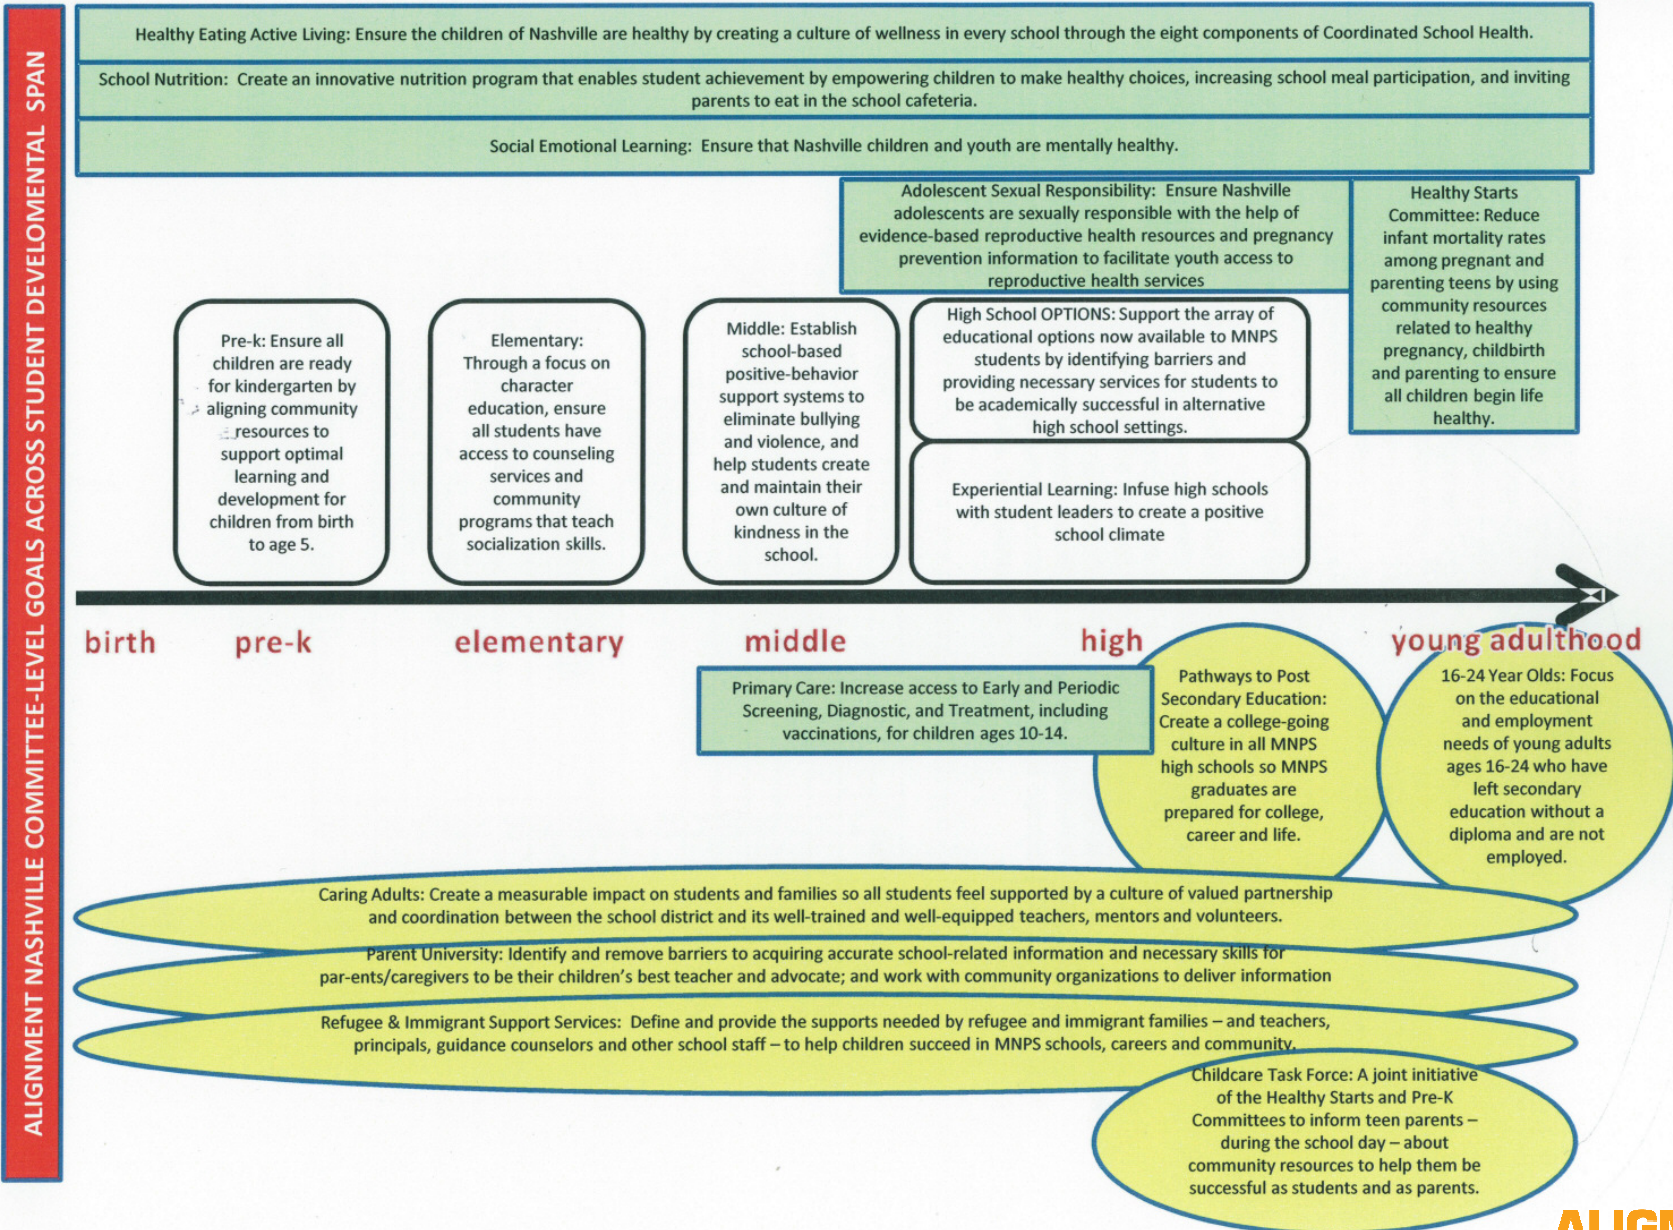 ALIGNMENT NASHVILLE COMMITTEE-LEVEL GOALS ACROSS STUDENT DEVELOMENTAL SPAN
Healthy Eating Active Living: Ensure the children of Nashville are healthy by creating a culture of wellness in every school through the eight components of Coordinated School Health.
School Nutrition: Create an innovative nutrition program that enables student achievement by empowering children to make healthy choices, increasing school meal participation, and inviting
parents to eat in the school cafeteria.
Social Emotional Learning: Ensure that Nashville children and youth are mentally healthy.
Adolescent Sexual Responsibility: Ensure Nashville
adolescents are sexually responsible with the help of
evidence-based reproductive health resources and pregnancy
prevention information to facilitate youth access to
reproductive health services
Healthy Starts
Committee: Reduce
infant mortality rates
among pregnant and
parenting teens by using
community resources
related to healthy
pregnancy, childbirth
and parenting to ensure
all children begin life
healthy.
Pre-k: Ensure all
children are ready
for kindergarten by
aligning community
resources to
support optimal
learning and
development for
children from birth
to age 5.
Elementary:
Through a focus on
character
education, ensure
all students have
access to counseling
services and
community
programs that teach
socialization skills.
Middle: Establish
school-based
positive-behavior
support systems to
eliminate bullying
and violence, and
help students create
and maintain their
own culture of
kindness in the
school.
High School OPTIONS: Support the array of
educational options now available to MNPS
students by identifying barriers and
providing necessary services for students to
be academically successful in alternative
high school settings.
Experiential Learning: Infuse high schools
with student leaders to create a positive
school climate
birth
pre-k
elementary
middle
high
young adulthood
Primary Care: Increase access to Early and Periodic
Screening, Diagnostic, and Treatment, including
vaccinations, for children ages 10-14.
Pathways to Post
Secondary Education:
Create a college-going
culture in all MNPS
high schools so MNPS
graduates are
prepared for college,
career and life.
16-24 Year Olds: Focus
on the educational
and employment
needs of young adults
ages 16-24 who have
left secondary
education without a
diploma and are not
employed.
Caring Adults: Create a measurable impact on students and families so all students feel supported by a culture of valued partnership
and coordination between the school district and its well-trained and well-equipped teachers, mentors and volunteers.
Parent University: Identify and remove barriers to acquiring accurate school-related information and necessary skills for
par-ents/caregivers to be their children's best teacher and advocate; and work with community organizations to deliver information
Refugee & Immigrant Support Services: Define and provide the supports needed by refugee and immigrant families – and teachers,
principals, guidance counselors and other school staff – to help children succeed in MNPS schools, careers and community.
Childcare Task Force: A joint initiative
of the Healthy Starts and Pre-K
Committees to inform teen parents –
during the school day – about
community resources to help them be
successful as students and as parents.